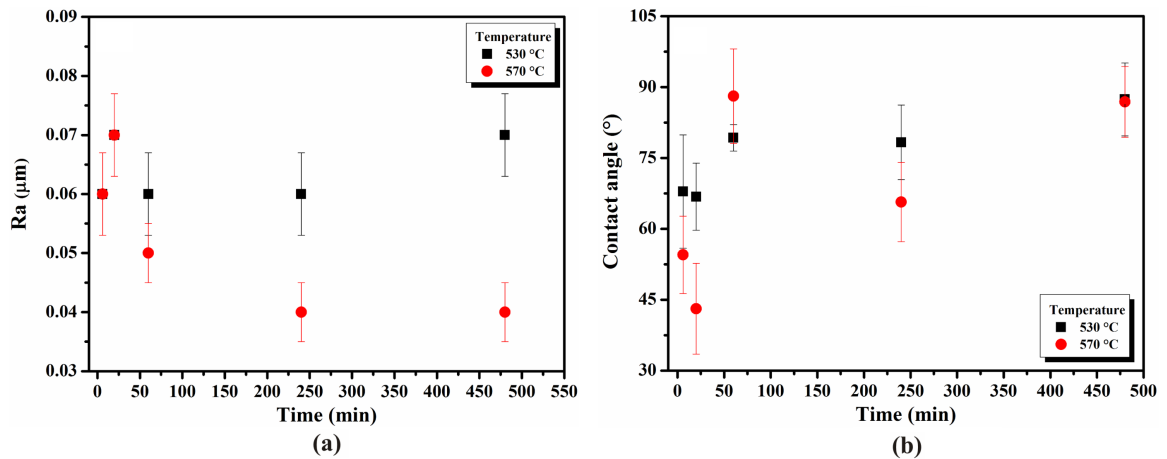 0.09
0.08
0.07
0.06
0.05
0.04
0.03
Ra (μm)
Temperature
530 °C
570 °C
0 50 100 150 200 250 300 350 400 450 500 550
Time (min)
(a)
105
90
75
60
45
30
Contact angle (°)
Temperature
530 °C
570 °C
0 50 100 150 200 250 300 350 400 450 500
Time (min)
(b)